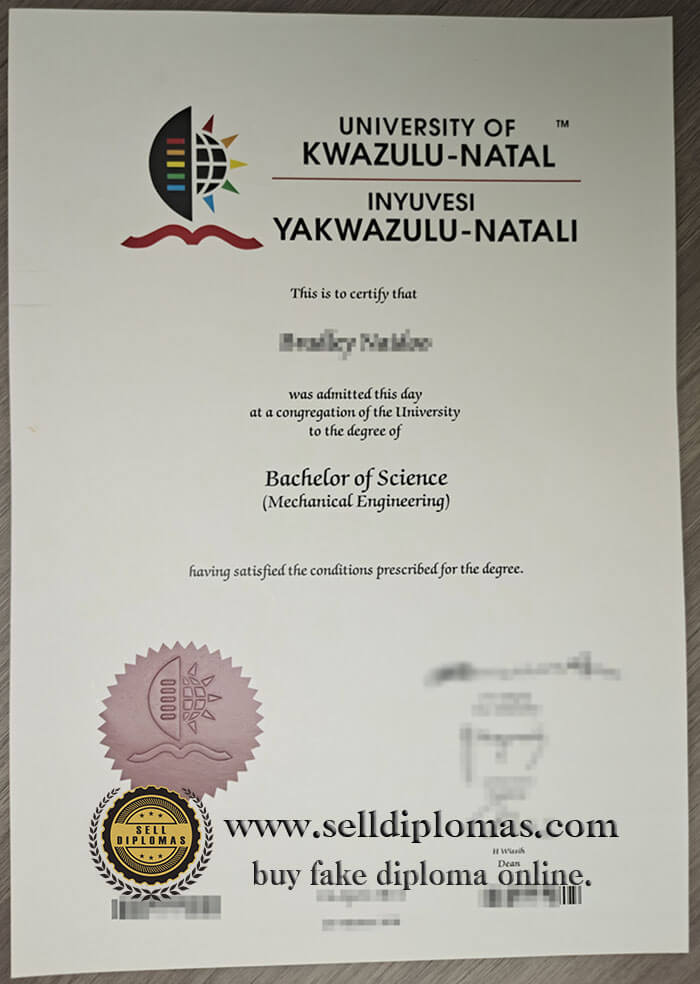 UNIVERSITY OF ™
KWAZULU-NATAL
INYUVESI
YAKWAZULU-NATALI
This is to certify that
was admitted this day
at a congregation of the University
to the degree of
Bachelor of Science
(Mechanical Engineering)
having satisfied the conditions prescribed for the degree.
SELL
DIPLOMAS
www.selldiplomas.com
Dean
buy fake diploma online.